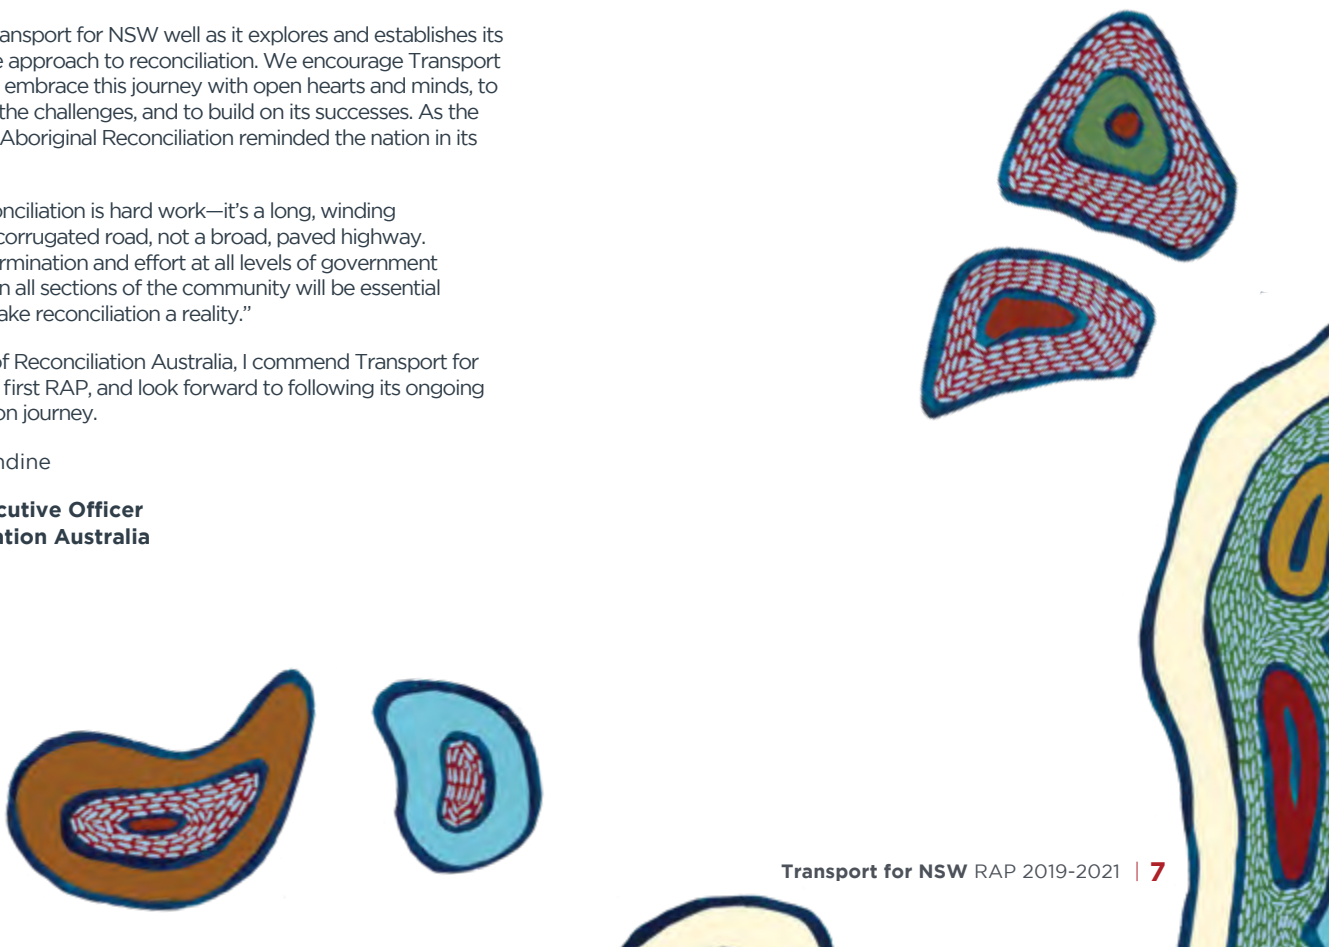 ansport for NSW well as it explores and establishes its
e approach to reconciliation. We encourage Transport
embrace this journey with open hearts and minds, to
the challenges, and to build on its successes. As the
Aboriginal Reconciliation reminded the nation in its
nciliation is hard work—it's a long, winding
corrugated road, not a broad, paved highway.
rmination and effort at all levels of government
n all sections of the community will be essential
ake reconciliation a reality.”
of Reconciliation Australia, I commend Transport for
first RAP, and look forward to following its ongoing
on journey.
ndine
cutive Officer
ation Australia
Transport for NSW RAP 2019-2021 | 7